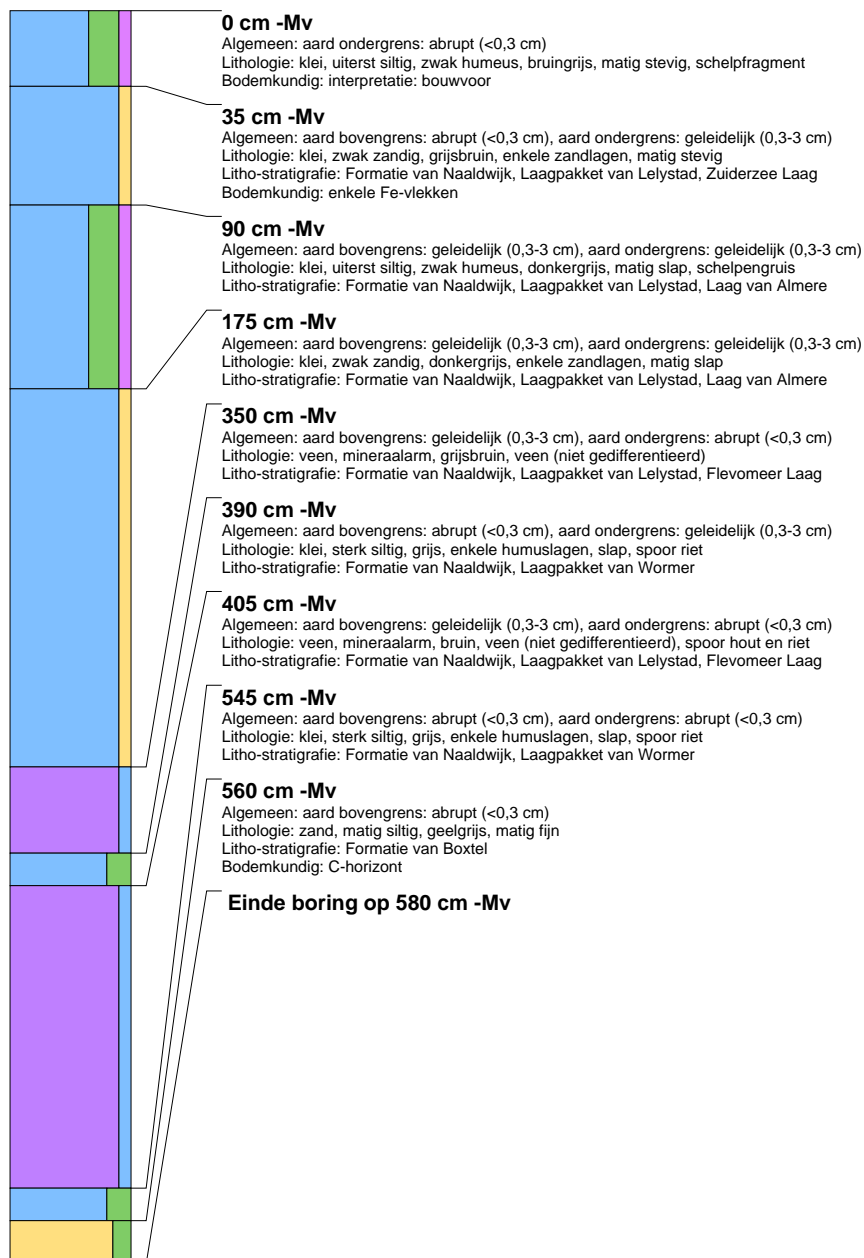 0 cm -Mv
Algemeen: aard ondergrens: abrupt (<0,3 cm)
Lithologie: klei, uiterst siltig, zwak humeus, bruingrijs, matig stevig, schelpfragment
Bodemkundig: interpretatie: bouwvoor
35 cm -Mv
Algemeen: aard bovengrens: abrupt (<0,3 cm), aard ondergrens: geleidelijk (0,3-3 cm)
Lithologie: klei, zwak zandig, grijsbruin, enkele zandlagen, matig stevig
Litho-stratigrafie: Formatie van Naaldwijk, Laagpakket van Lelystad, Zuiderzee Laag
Bodemkundig: enkele Fe-vlekken
90 cm -Mv
Algemeen: aard bovengrens: geleidelijk (0,3-3 cm), aard ondergrens: geleidelijk (0,3-3 cm)
Lithologie: klei, uiterst siltig, zwak humeus, donkergrijs, matig slap, schelpengruis
Litho-stratigrafie: Formatie van Naaldwijk, Laagpakket van Lelystad, Laag van Almere
175 cm -Mv
Algemeen: aard bovengrens: geleidelijk (0,3-3 cm), aard ondergrens: geleidelijk (0,3-3 cm)
Lithologie: klei, zwak zandig, donkergrijs, enkele zandlagen, matig slap
Litho-stratigrafie: Formatie van Naaldwijk, Laagpakket van Lelystad, Laag van Almere
350 cm -Mv
Algemeen: aard bovengrens: geleidelijk (0,3-3 cm), aard ondergrens: abrupt (<0,3 cm)
Lithologie: veen, mineraalarm, grijsbruin, veen (niet gedifferentieerd)
Litho-stratigrafie: Formatie van Naaldwijk, Laagpakket van Lelystad, Flevomeer Laag
390 cm -Mv
Algemeen: aard bovengrens: abrupt (<0,3 cm), aard ondergrens: geleidelijk (0,3-3 cm)
Lithologie: klei, sterk siltig, grijs, enkele humuslagen, slap, spoor riet
Litho-stratigrafie: Formatie van Naaldwijk, Laagpakket van Wormer
405 cm -Mv
Algemeen: aard bovengrens: geleidelijk (0,3-3 cm), aard ondergrens: abrupt (<0,3 cm)
Lithologie: veen, mineraalarm, bruin, veen (niet gedifferentieerd), spoor hout en riet
Litho-stratigrafie: Formatie van Naaldwijk, Laagpakket van Lelystad, Flevomeer Laag
545 cm -Mv
Algemeen: aard bovengrens: abrupt (<0,3 cm), aard ondergrens: abrupt (<0,3 cm)
Lithologie: klei, sterk siltig, grijs, enkele humuslagen, slap, spoor riet
Litho-stratigrafie: Formatie van Naaldwijk, Laagpakket van Wormer
560 cm -Mv
Algemeen: aard bovengrens: abrupt (<0,3 cm)
Lithologie: zand, matig siltig, geelgrijs, matig fijn
Litho-stratigrafie: Formatie van Boxtel
Bodemkundig: C-horizont
Einde boring op 580 cm -Mv